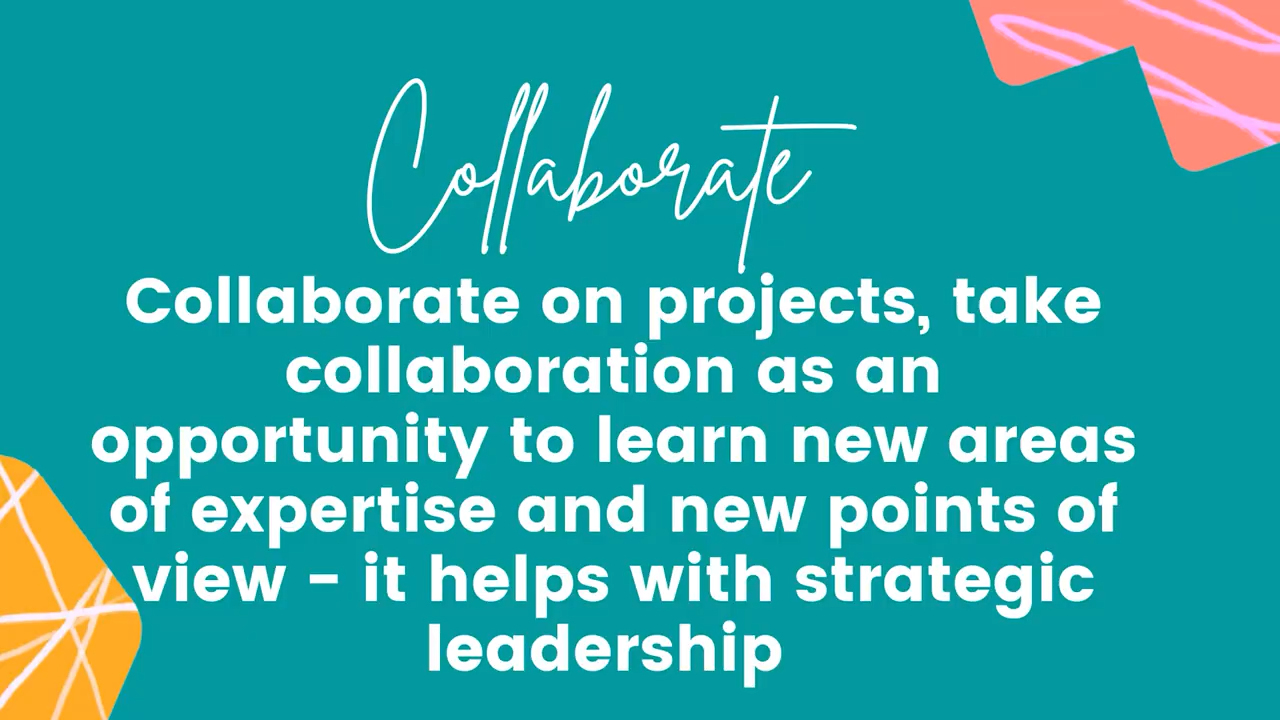 Collaborate
Collaborate on projects, take
collaboration as an
opportunity to learn new areas
of expertise and new points of
view - it helps with strategic
leadership